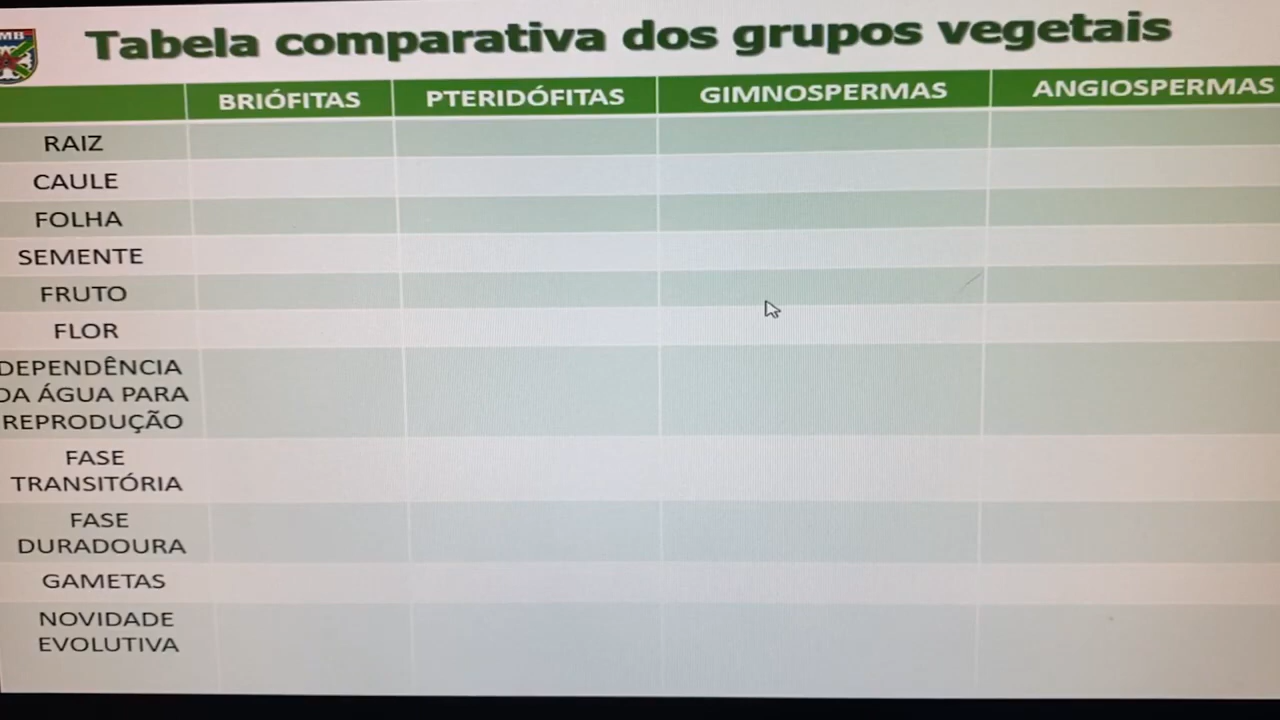 MB
Tabela comparativa dos grupos vegetais
BRIÓFITAS PTERIDÓFITAS GIMNOSPERMAS ANGIOSPERMAS
RAIZ
CAULE
FOLHA
SEMENTE
FRUTO
FLOR
DEPENDÊNCIA
DA ÁGUA PARA
REPRODUÇÃO
FASE
TRANSITÓRIA
FASE
DURADOURA
GAMETAS
NOVIDADE
EVOLUTIVA